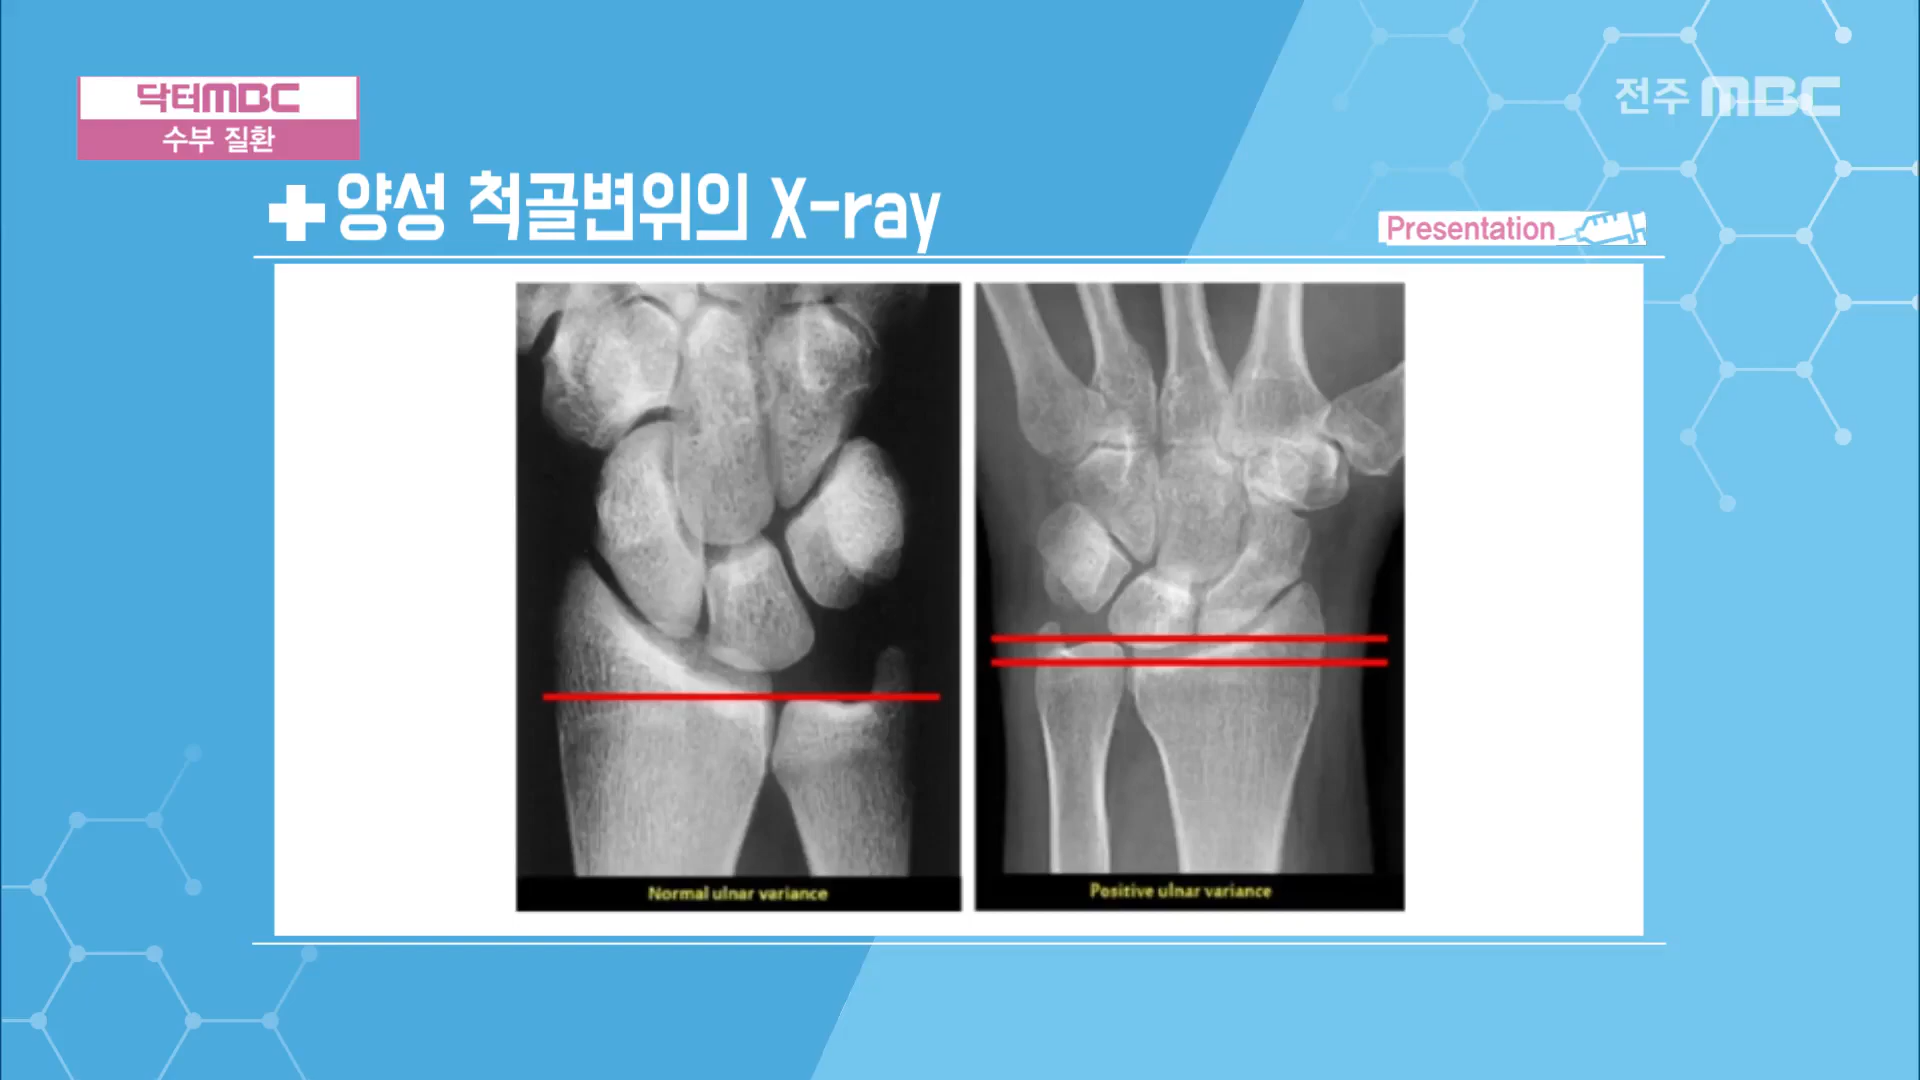 닥터MBC
수부 질환
전주 MBC
양성 척골변위의 X-ray
Presentation
Normal ulnar variance
Positive ulnar variance